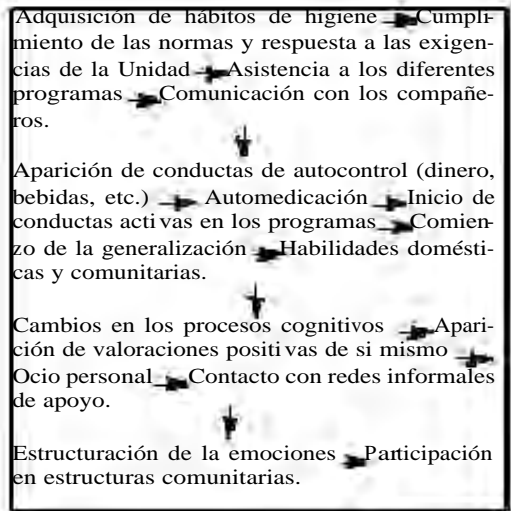 Adquisición de hábitos de higiene Cumpli-
miento de las normas y respuesta a las exigen-
cias de la Unidad Asistencia a los diferentes
programas Comunicación con los compañe-
ros.
Aparición de conductas de autocontrol (dinero,
bebidas, etc.) Automedicación Inicio de
conductas activas en los programas Comien-
zo de la generalización Habilidades domésti-
cas y comunitarias.
Cambios en los procesos cognitivos Apari-
ción de valoraciones positivas de si mismo
Ocio personal Contacto con redes informales
de apoyo.
Estructuración de la emociones Participación
en estructuras comunitarias.